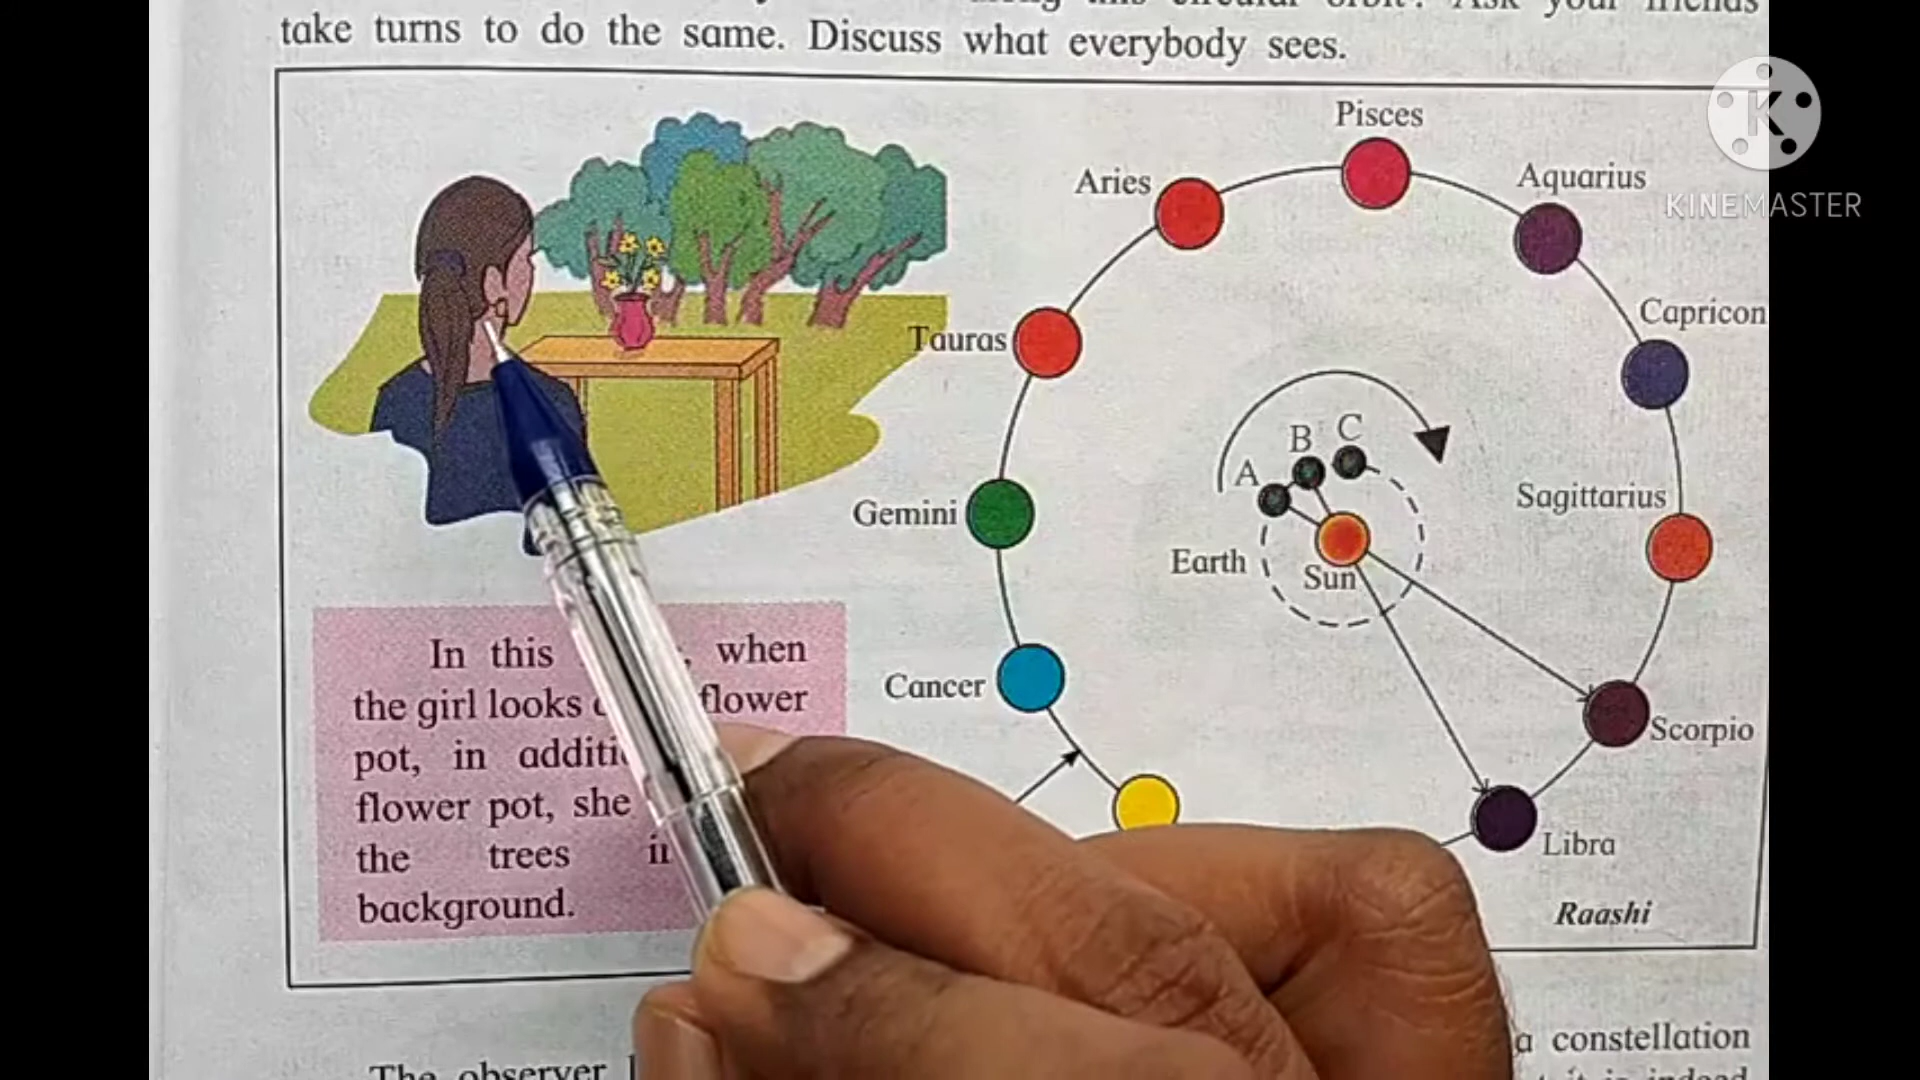 take turns to do the same. Discuss what everybody sees.
Pisces
Aries
Aquarius
K
KINEMASTER
Capricon
Tauras
B C
A
Gemini
Sagittarius
Earth
Sun
In this when
the girl looks flower
pot, in
flower pot, she
the trees
background.
Cancer
Scorpio
Libra
Raashi
a constellation
The observer
indeed